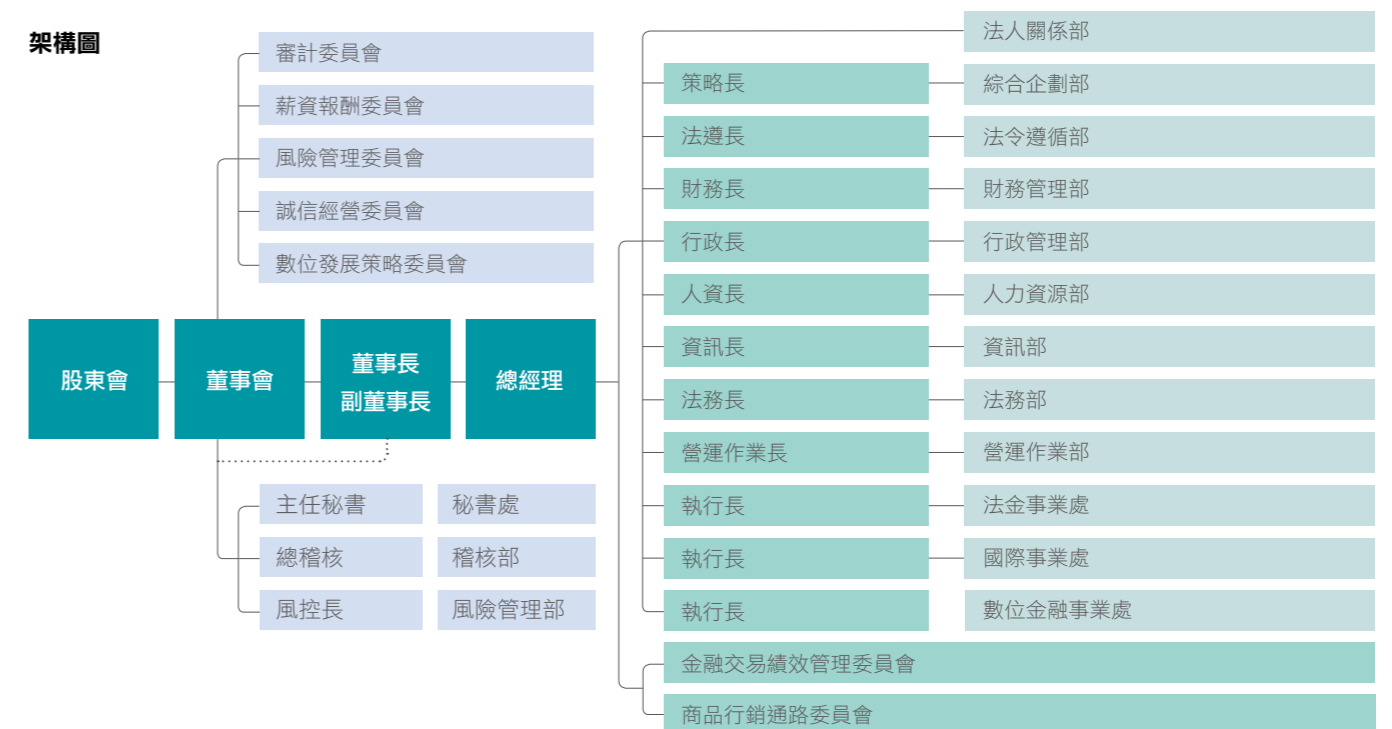 架構圖
審計委員會
薪資報酬委員會
風險管理委員會
誠信經營委員會
數位發展策略委員會
股東會
董事會
董事長
副董事長
總經理
主任秘書 秘書處
總稽核 稽核部
風控長 風險管理部
法人關係部
策略長 綜合企劃部
法遵長 法令遵循部
財務長 財務管理部
行政長 行政管理部
人資長 人力資源部
資訊長 資訊部
法務長 法務部
營運作業長 營運作業部
執行長 法金事業處
執行長 國際事業處
執行長 數位金融事業處
金融交易績效管理委員會
商品行銷通路委員會